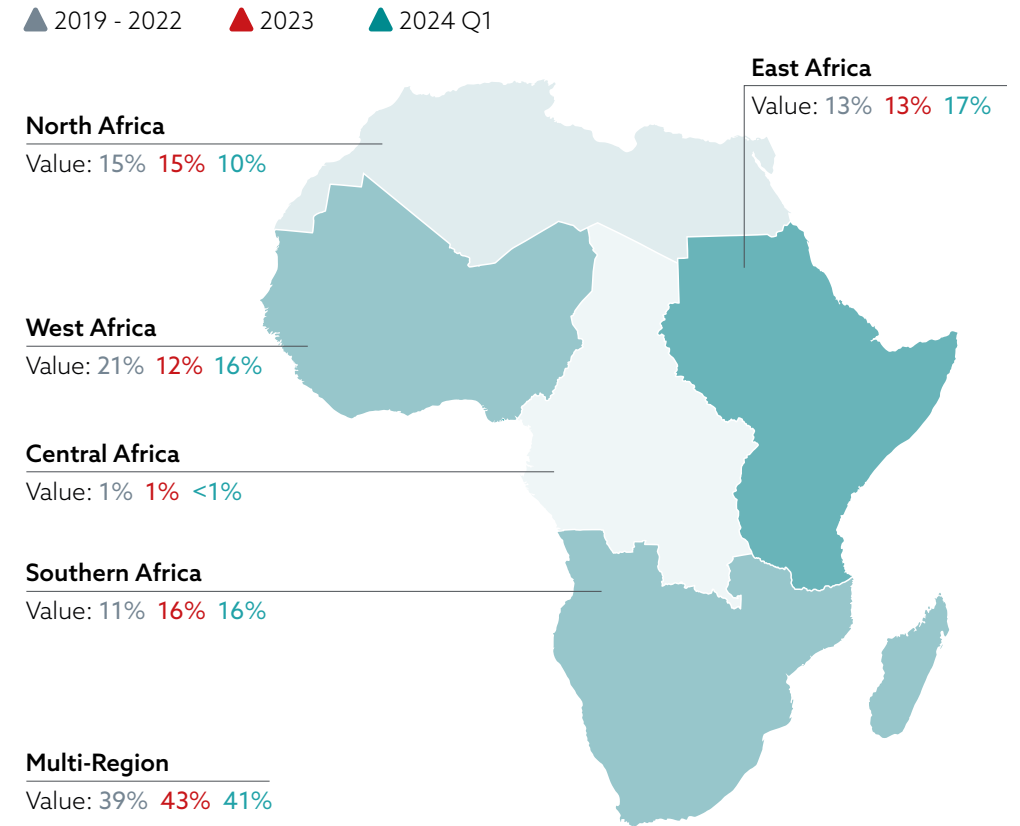 2019 - 2022 2023 2024 Q1
East Africa
Value: 13% 13% 17%
North Africa
Value: 15% 15% 10%
West Africa
Value: 21% 12% 16%
Central Africa
Value: 1% 1% <1%
Southern Africa
Value: 11% 16% 16%
Multi-Region
Value: 39% 43% 41%